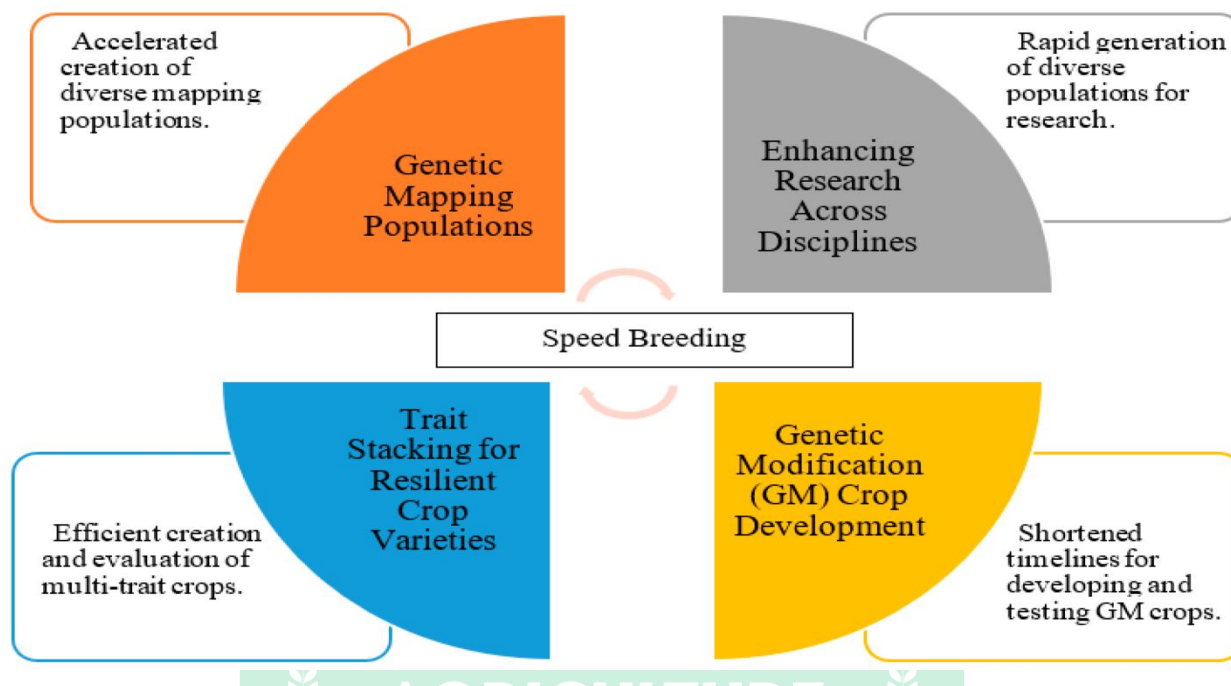 Accelerated
creation of
diverse mapping
populations.
Genetic
Mapping
Populations
Enhancing
Research
Across
Disciplines
Rapid generation
of diverse
populations for
research.
Speed Breeding
Trait
Stacking for
Resilient
Crop
Varieties
Efficient creation
and evaluation of
multi-trait crops.
Genetic
Modification
(GM) Crop
Development
Shortened
timelines for
developing and
testing GM crops.
AGRICULTURE